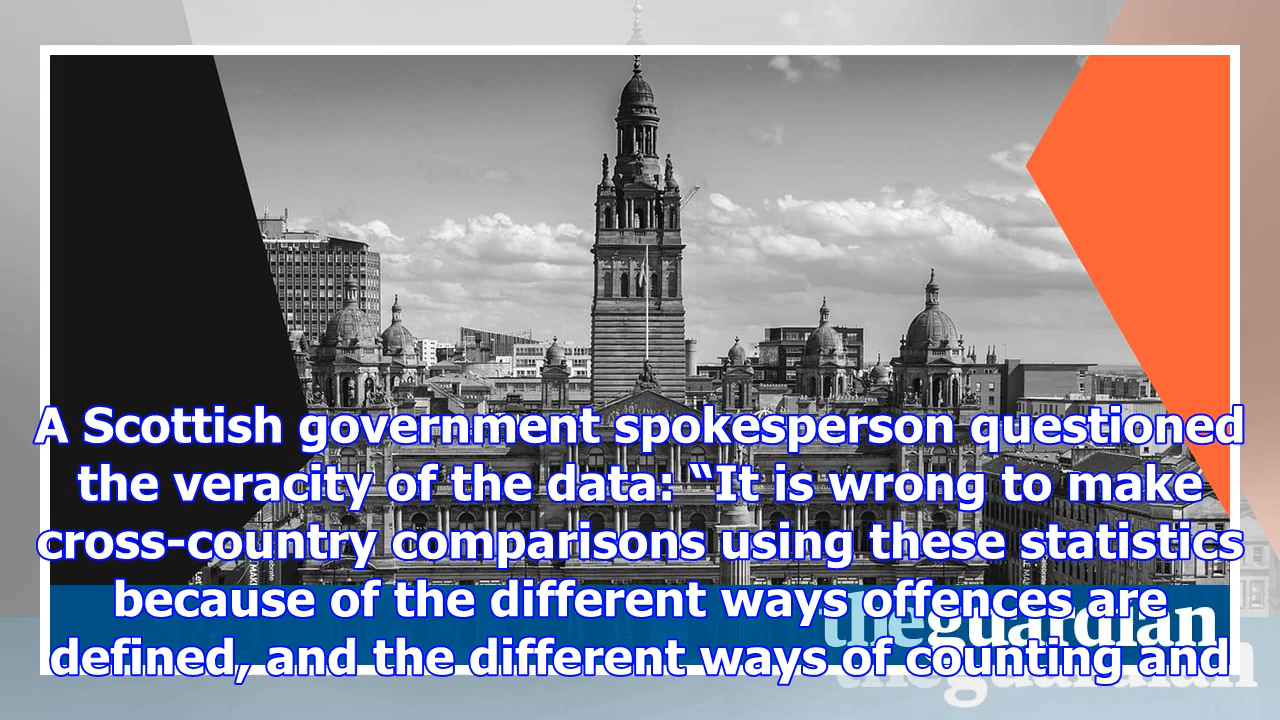 A Scottish government spokesperson questioned
the veracity of the data: “It is wrong to make
cross-country comparisons using these statistics
because of the different ways offences are
defined, and the different ways of counting and
theguardian
theguardian